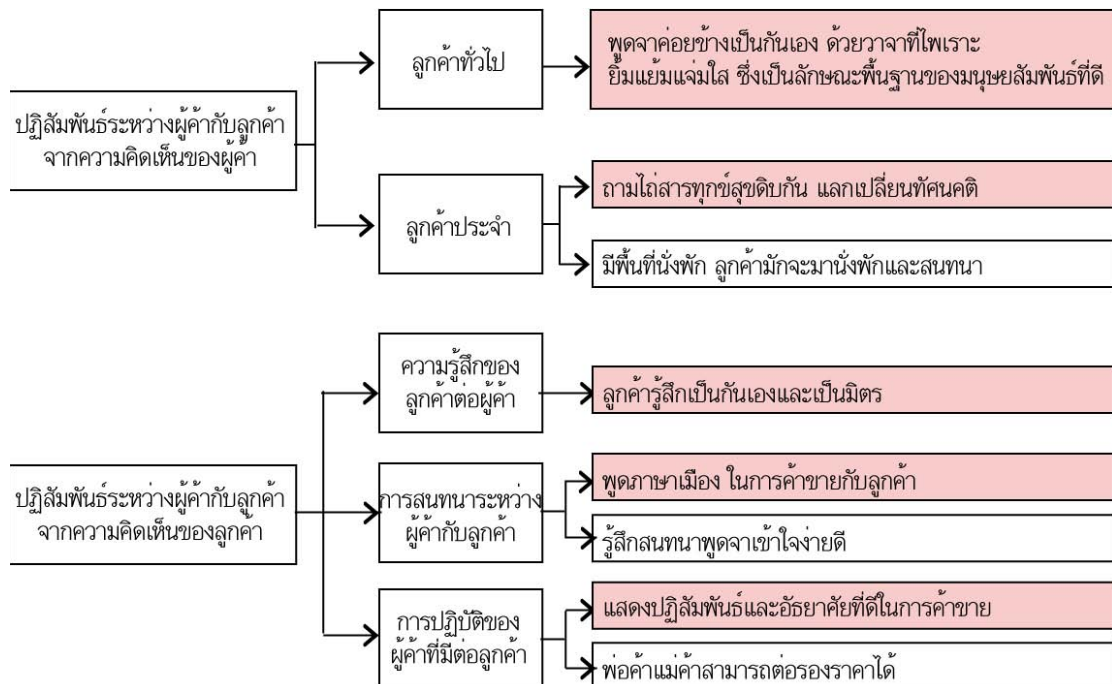 ปฏิสัมพันธ์ระหว่างผู้ค้ากับลูกค้า
จากความคิดเห็นของผู้ค้า
ลูกค้าทั่วไป
พูดจาค่อยข้างเป็นกันเอง ด้วยวาจาที่ไพเราะ
ยิ้มแย้มแจ่มใส ซึ่งเป็นลักษณะพื้นฐานของมนุษยสัมพันธ์ที่ดี
ลูกค้าประจำ
ถามไถ่สารทุกข์สุขดิบกัน แลกเปลี่ยนทัศนคติ
มีพื้นที่นั่งพัก ลูกค้ามักจะมานั่งพักและสนทนา
ปฏิสัมพันธ์ระหว่างผู้ค้ากับลูกค้า
จากความคิดเห็นของลูกค้า
ความรู้สึกของ
ลูกค้าต่อผู้ค้า
ลูกค้ารู้สึกเป็นกันเองและเป็นมิตร
การสนทนาระหว่าง
ผู้ค้ากับลูกค้า
พูดภาษาเมือง ในการค้าขายกับลูกค้า
รู้สึกสนทนาพูดจาเข้าใจง่ายดี
การปฏิบัติของ
ผู้ค้าที่มีต่อลูกค้า
แสดงปฏิสัมพันธ์และอัธยาศัยที่ดีในการค้าขาย
พ่อค้าแม่ค้าสามารถต่อรองราคาได้